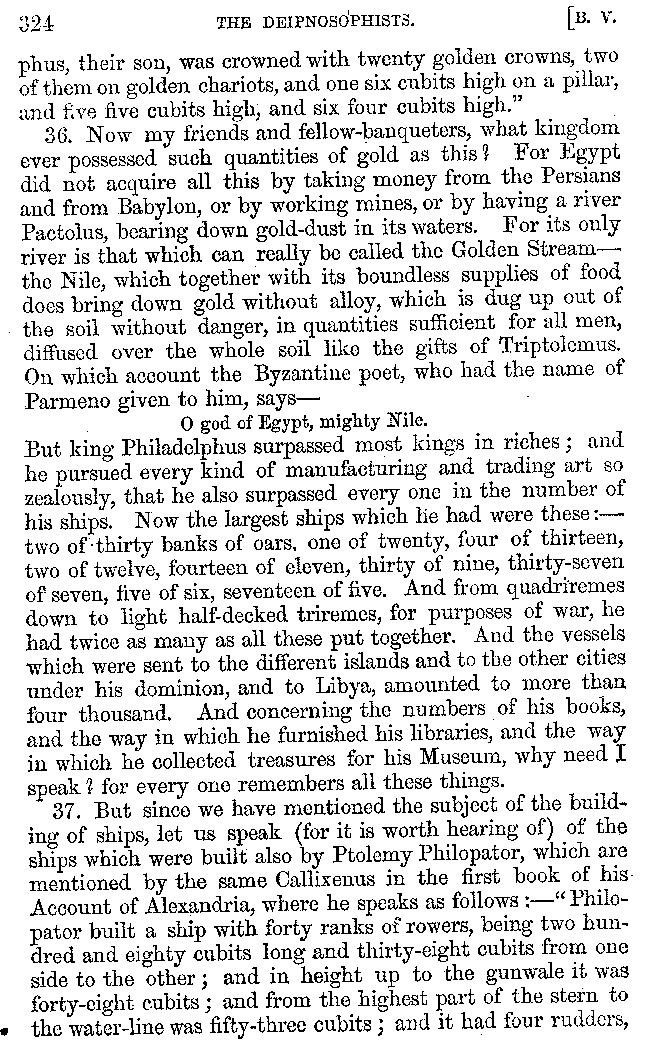 324 THE DEIPNOSOPHISTS. [B. V.
phus, their son, was crowned with twenty golden crowns, two
of them on golden chariots, and one six cubits high on a pillar,
and five five cubits high, and six four cubits high.”
36. Now my friends and fellow-banqueters, what kingdom
ever possessed such quantities of gold as this? For Egypt
did not acquire all this by taking money from the Persians
and from Babylon, or by working mines, or by having a river
Pactolus, bearing down gold-dust in its waters. For its only
river is that which can really be called the Golden Stream—
the Nile, which together with its boundless supplies of food
does bring down gold without alloy, which is dug up out of
the soil without danger, in quantities sufficient for all men,
diffused over the whole soil like the gifts of Triptolemus.
On which account the Byzantine poet, who had the name of
Parmeno given to him, says—
O god of Egypt, mighty Nile.
But king Philadelphus surpassed most kings in riches; and
he pursued every kind of manufacturing and trading art so
zealously, that he also surpassed every one in the number of
his ships. Now the largest ships which he had were these:—
two of thirty banks of oars, one of twenty, four of thirteen,
two of twelve, fourteen of eleven, thirty of nine, thirty-seven
of seven, five of six, seventeen of five. And from quadriremes
down to light half-decked triremes, for purposes of war, he
had twice as many as all these put together. And the vessels
which were sent to the different islands and to the other cities
under his dominion, and to Libya, amounted to more than
four thousand. And concerning the numbers of his books,
and the way in which he furnished his libraries, and the way
in which he collected treasures for his Museum, why need I
speak? for every one remembers all these things.
37. But since we have mentioned the subject of the build-
ing of ships, let us speak (for it is worth hearing of) of the
ships which were built also by Ptolemy Philopator, which are
mentioned by the same Callixenus in the first book of his
Account of Alexandria, where he speaks as follows:—“Philo-
pator built a ship with forty ranks of rowers, being two hun-
dred and eighty cubits long and thirty-eight cubits from one
side to the other; and in height up to the gunwale it was
forty-eight cubits; and from the highest part of the stern to
the water-line was fifty-three cubits; and it had four rudders,